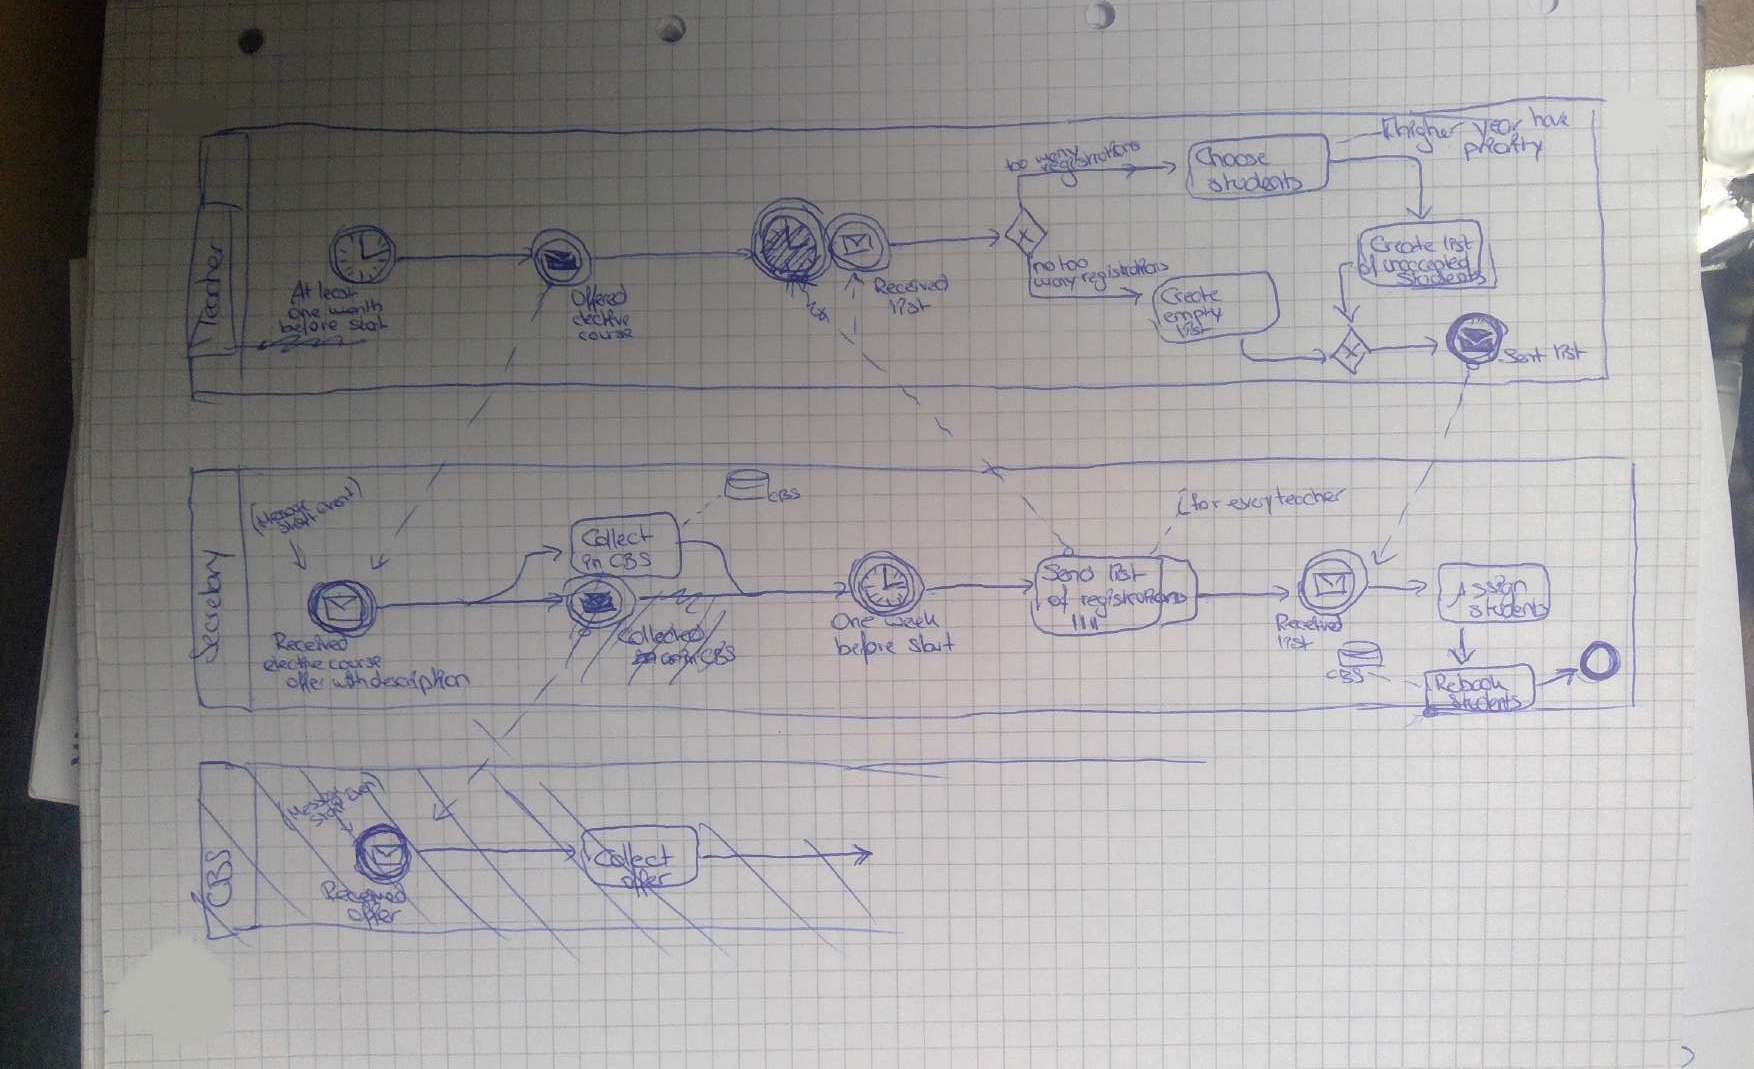 Teacher
At least
one month
before start
Offered
elective
course
Received
list
too many
registrations
no too
many registrations
Choose
students
higher year have
priority
Create list
of unaccepted
students
Create
empty
list
Sent list
Secretary
(Message
start event)
Received
elective course
offer with description
Collect
in CBS
CBS
Collected
in CBS
One week
before start
Send list
of registrations
III
for every teacher
Received
list
Assign
students
CBS
Rebook
students
CBS
(Message
start event)
Received
offer
Collect
offer